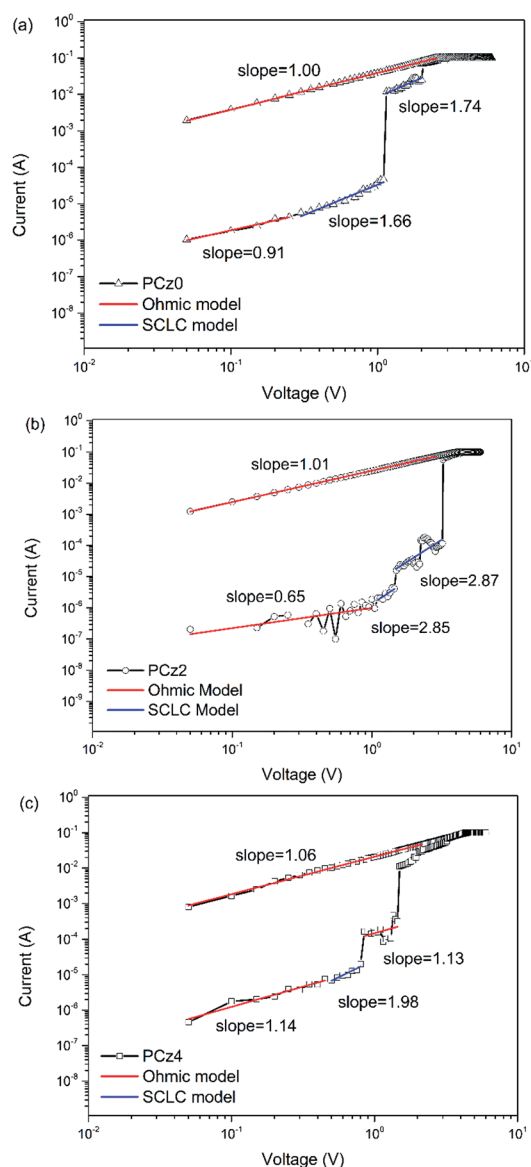 (a)
10⁰
10⁻¹
10⁻²
10⁻³
10⁻⁴
10⁻⁵
10⁻⁶
10⁻⁷
10⁻⁸
Current (A)
slope=1.00
slope=1.74
slope=1.66
slope=0.91
PCz0
Ohmic model
SCLC model
10⁻² 10⁻¹ 10⁰ 10¹
Voltage (V)
(b)
10⁰
10⁻¹
10⁻²
10⁻³
10⁻⁴
10⁻⁵
10⁻⁶
10⁻⁷
10⁻⁸
10⁻⁹
Current (A)
slope=1.01
slope=0.65
slope=2.87
slope=2.85
PCz2
Ohmic Model
SCLC Model
10⁻² 10⁻¹ 10⁰ 10¹
Voltage (V)
(c)
10⁰
10⁻¹
10⁻²
10⁻³
10⁻⁴
10⁻⁵
10⁻⁶
10⁻⁷
10⁻⁸
Current (A)
slope=1.06
slope=1.13
slope=1.98
slope=1.14
PCz4
Ohmic model
SCLC model
10⁻² 10⁻¹ 10⁰ 10¹
Voltage (V)